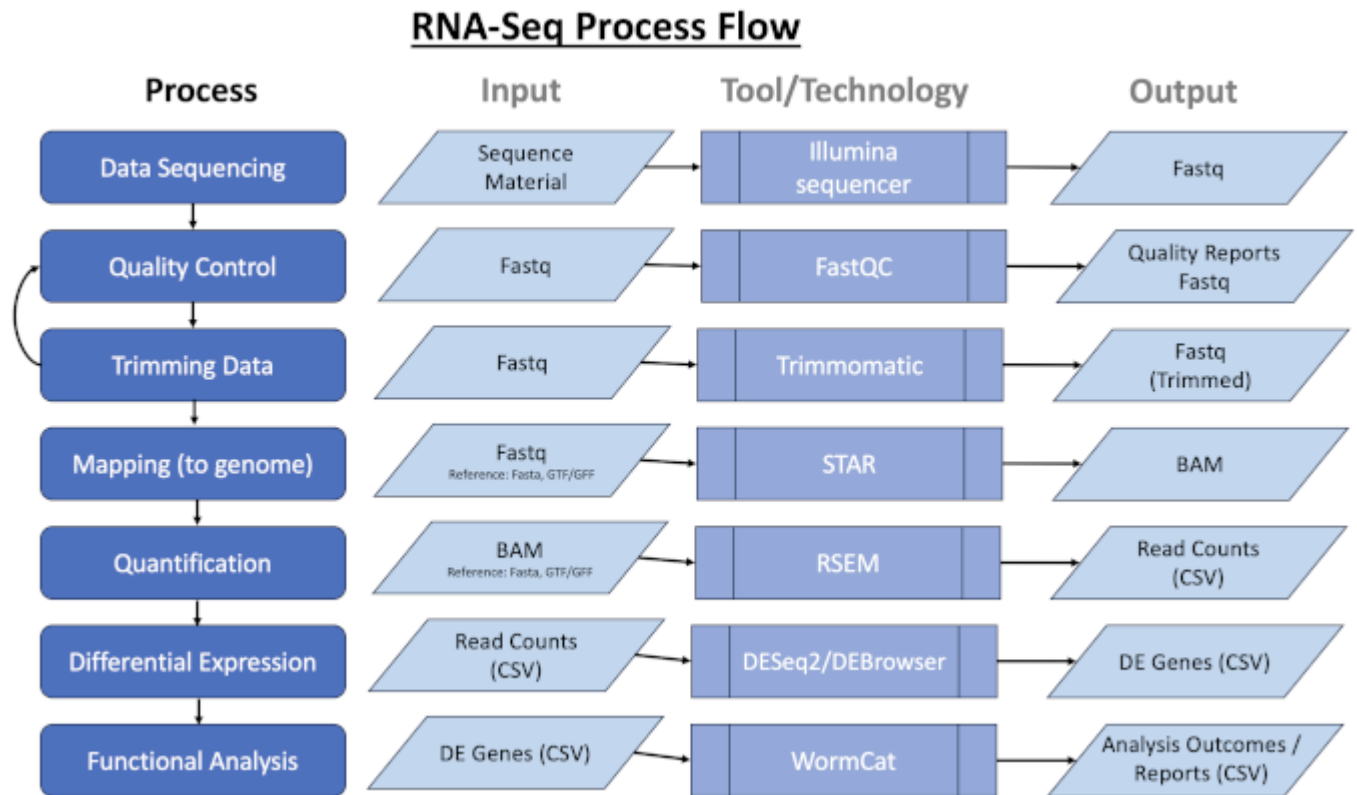 RNA-Seq Process Flow
Process Input Tool/Technology Output
Data Sequencing
Sequence
Material
Illumina
sequencer
Fastq
Quality Control
Fastq
FastQC
Quality Reports
Fastq
Trimming Data
Fastq
Trimmomatic
Fastq
(Trimmed)
Mapping (to genome)
Fastq
Reference: Fasta, GTF/GFF
STAR
BAM
Quantification
BAM
Reference: Fasta, GTF/GFF
RSEM
Read Counts
(CSV)
Differential Expression
Read Counts
(CSV)
DESeq2/DEBrowser
DE Genes (CSV)
Functional Analysis
DE Genes (CSV)
WormCat
Analysis Outcomes /
Reports (CSV)